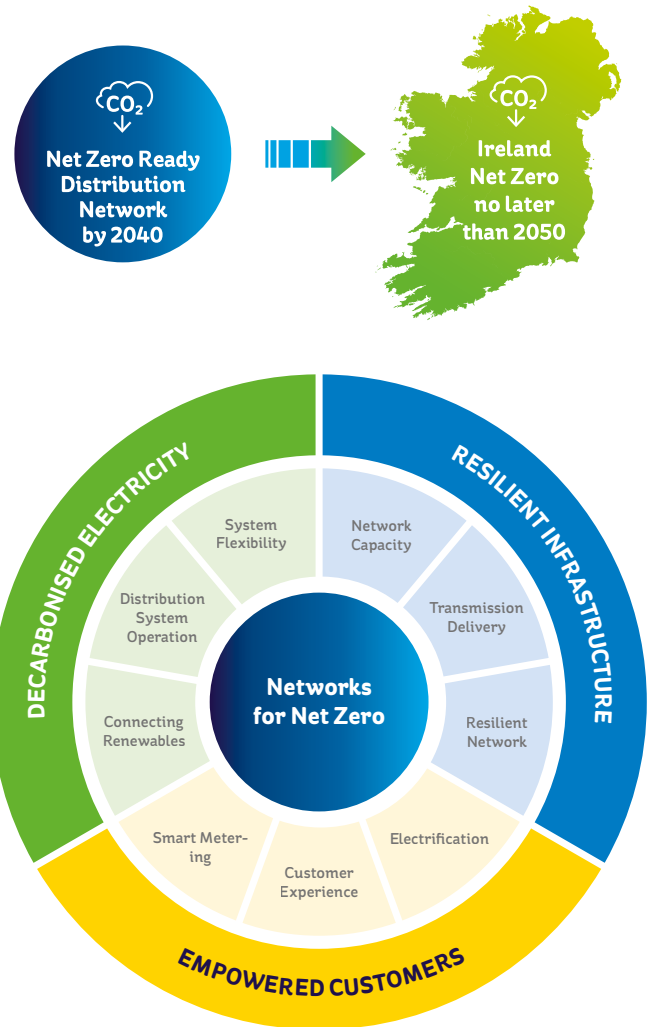 CO₂
Net Zero Ready
Distribution
Network
by 2040
CO₂
Ireland
Net Zero
no later
than 2050
DECARBONISED ELECTRICITY
RESILIENT INFRASTRUCTURE
System
Flexibility
Network
Capacity
Distribution
System
Operation
Transmission
Delivery
Networks
for Net Zero
Connecting
Renewables
Resilient
Network
Smart Meter-
ing
Electrification
Customer
Experience
EMPOWERED CUSTOMERS